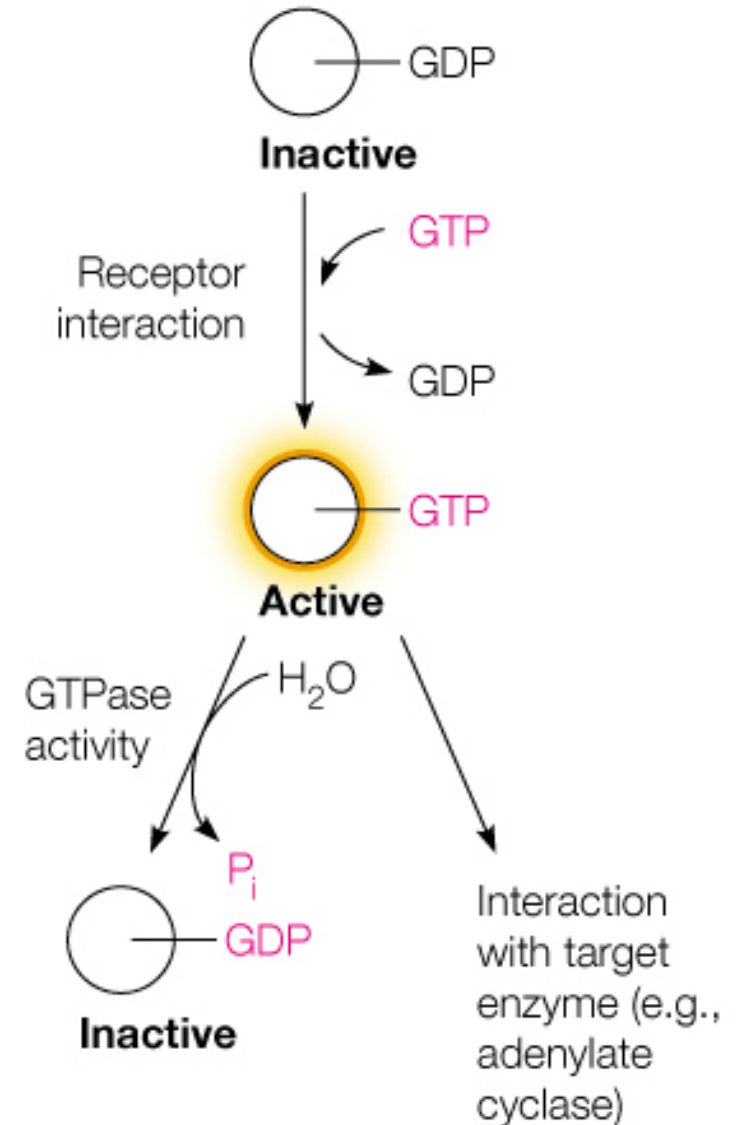 GDP
Inactive
GTP
Receptor
interaction
GDP
GTP
Active
H₂O
GTPase
activity
Pᵢ
GDP
Inactive
Interaction
with target
enzyme (e.g.,
adenylate
cyclase)